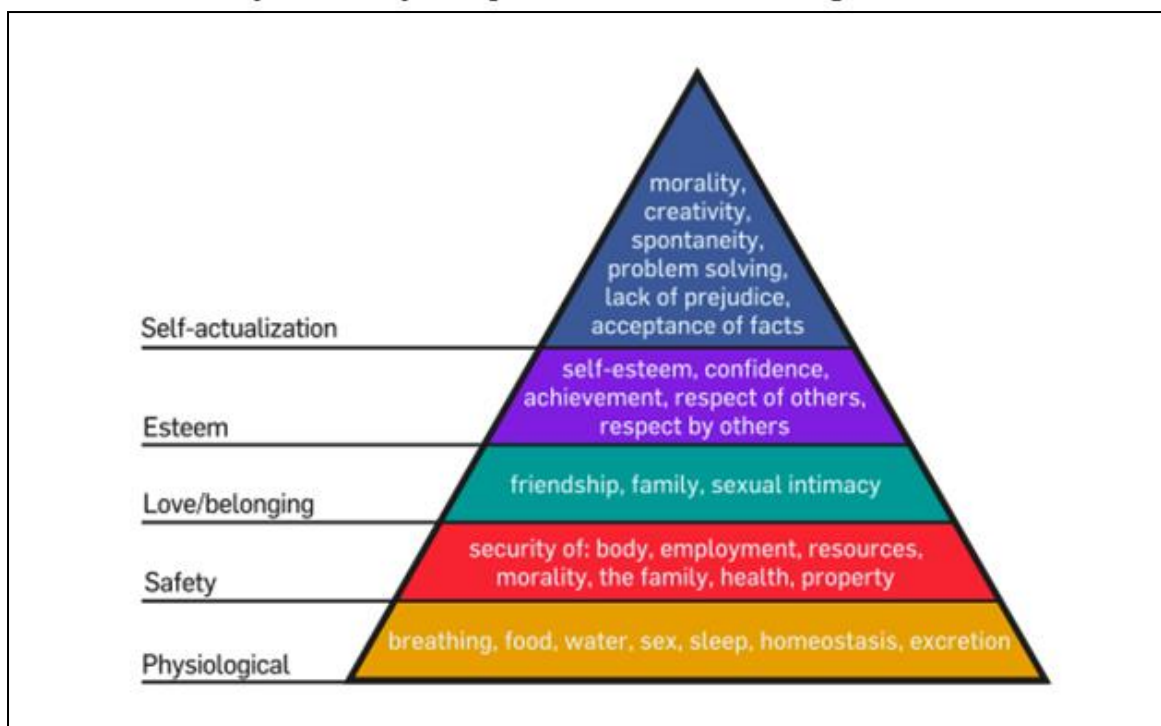 morality,
creativity,
spontaneity,
problem solving,
lack of prejudice,
acceptance of facts
Self-actualization
self-esteem, confidence,
achievement, respect of others,
respect by others
Esteem
friendship, family, sexual intimacy
Love/belonging
security of: body, employment, resources,
morality, the family, health, property
Safety
breathing, food, water, sex, sleep, homeostasis, excretion
Physiological